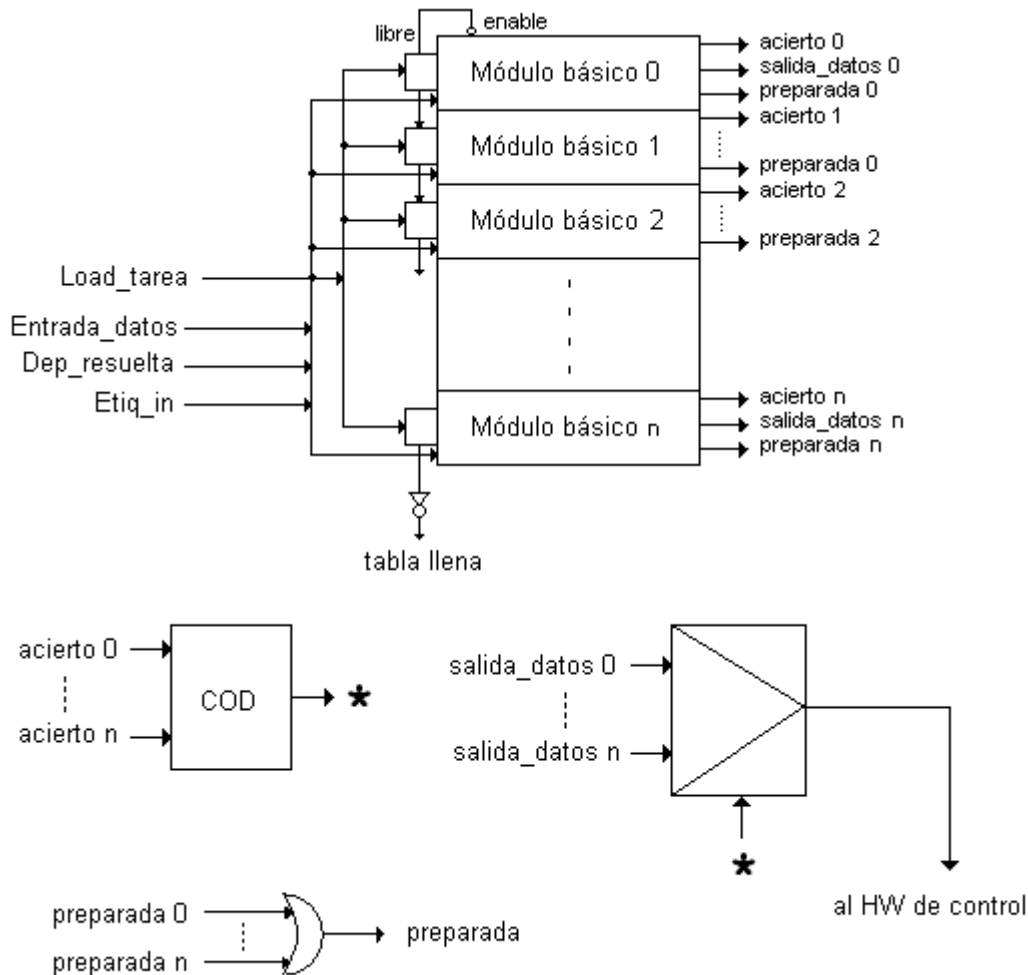 enable
libre
acierto 0
Módulo básico 0
salida_datos 0
preparada 0
acierto 1
Módulo básico 1
preparada 0
acierto 2
Módulo básico 2
preparada 2
Load_tarea
Entrada_datos
Dep_resuelta
Etiq_in
acierto n
Módulo básico n
salida_datos n
preparada n
tabla llena
acierto 0
COD
*
acierto n
salida_datos 0
salida_datos n
*
al HW de control
preparada 0
preparada
preparada n